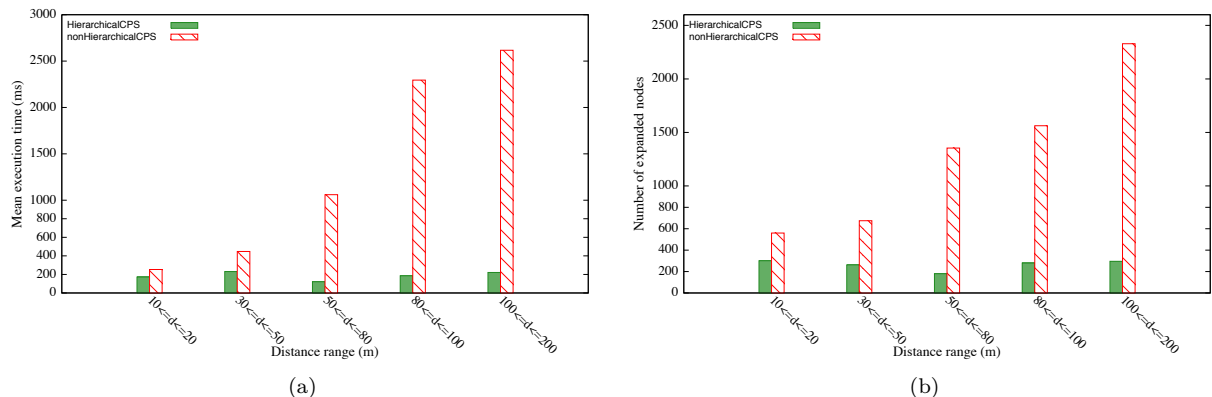 3000
2500
2000
1500
1000
800
600
400
200
0
Mean execution time (ms)
HierarchicalCPS
nonHierarchicalCPS
10<=d<=20
30<=d<=50
50<=d<=80
80<=d<=100
100<=d<=200
Distance range (m)
(a)
2500
2000
1500
1000
800
600
400
200
0
Number of expanded nodes
HierarchicalCPS
nonHierarchicalCPS
10<=d<=20
30<=d<=50
50<=d<=80
80<=d<=100
100<=d<=200
Distance range (m)
(b)